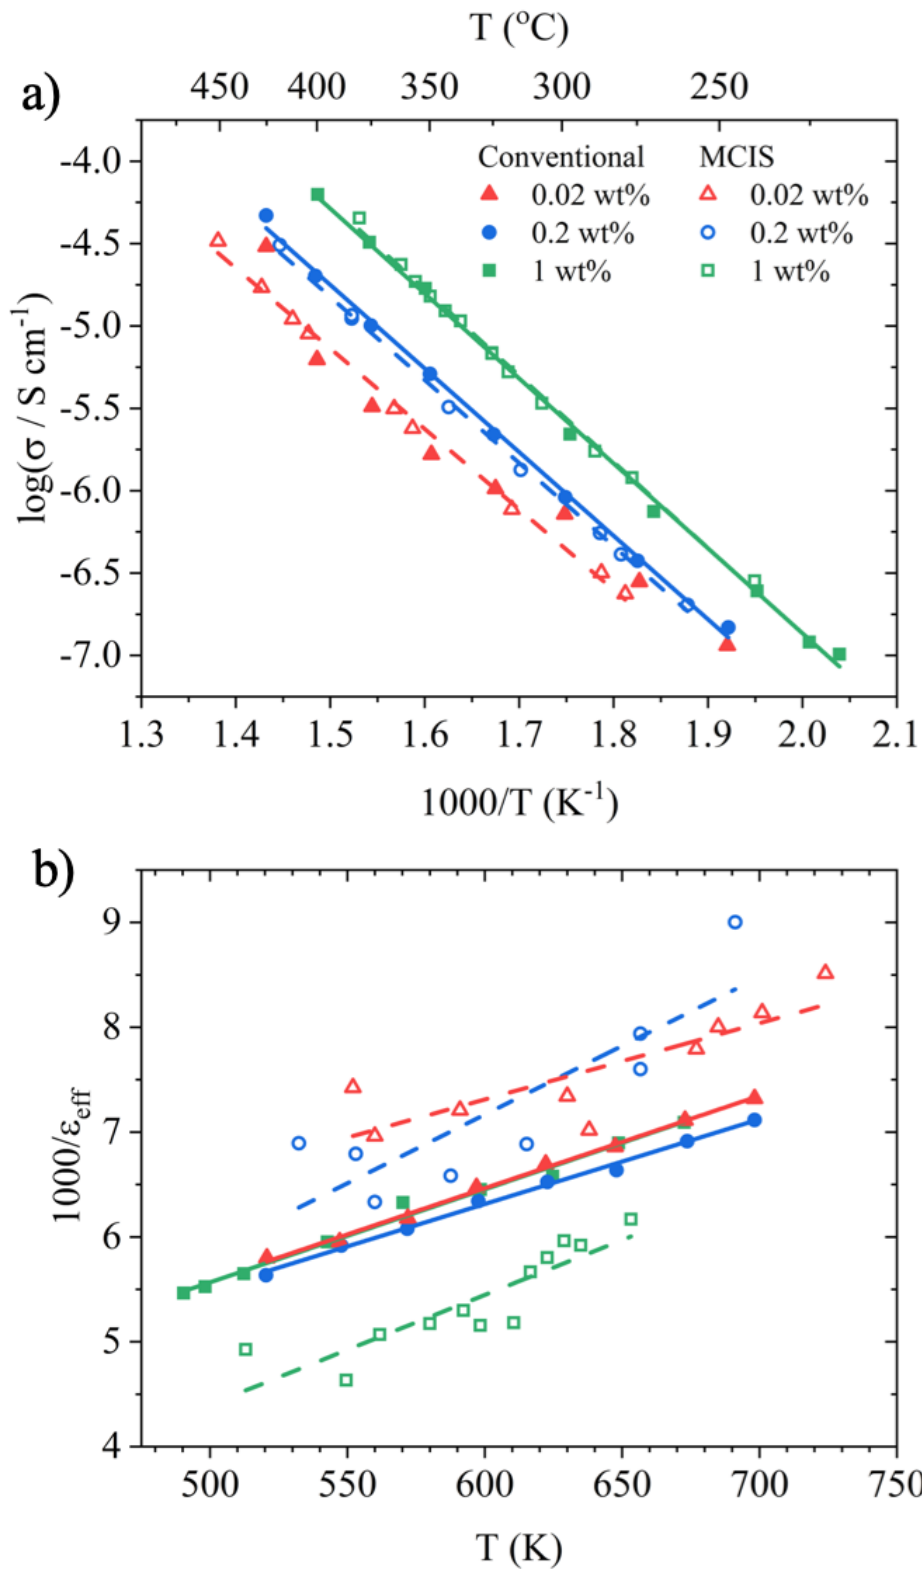 T (°C)
a)
450 400 350 300 250
Conventional MCIS
0.02 wt% 0.02 wt%
0.2 wt% 0.2 wt%
1 wt% 1 wt%
-4.0
-4.5
-5.0
-5.5
-6.0
-6.5
-7.0
log(σ / S cm⁻¹)
1.3 1.4 1.5 1.6 1.7 1.8 1.9 2.0 2.1
1000/T (K⁻¹)
b)
9
8
7
6
5
4
1000/ε_eff
500 550 600 650 700 750
T (K)